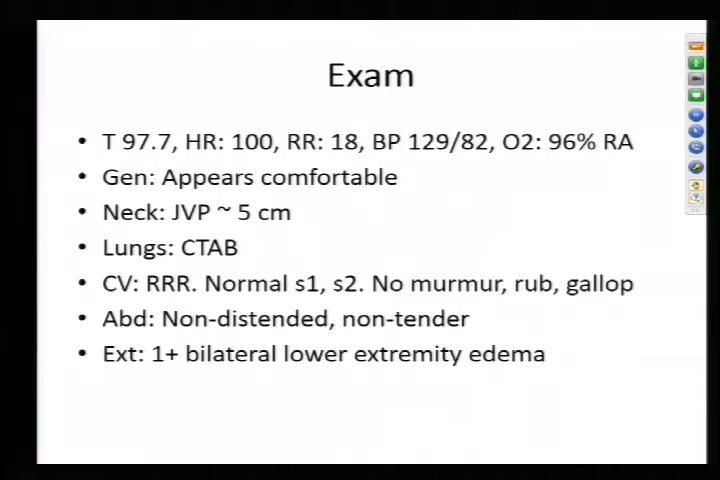 Exam
• T 97.7, HR: 100, RR: 18, BP 129/82, O2: 96% RA
• Gen: Appears comfortable
• Neck: JVP ~ 5 cm
• Lungs: CTAB
• CV: RRR. Normal s1, s2. No murmur, rub, gallop
• Abd: Non-distended, non-tender
• Ext: 1+ bilateral lower extremity edema